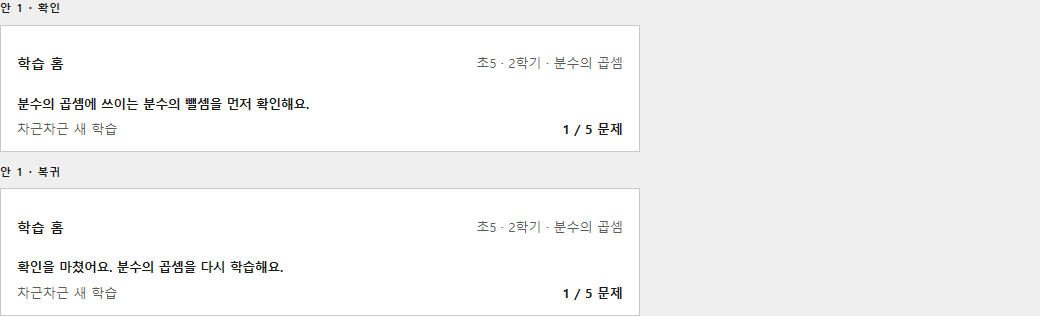 안 1 · 확인
학습 홈
초5 · 2학기 · 분수의 곱셈
분수의 곱셈에 쓰이는 분수의 뺄셈을 먼저 확인해요.
차근차근 새 학습
1 / 5 문제
안 1 · 복귀
학습 홈
초5 · 2학기 · 분수의 곱셈
확인을 마쳤어요. 분수의 곱셈을 다시 학습해요.
차근차근 새 학습
1 / 5 문제